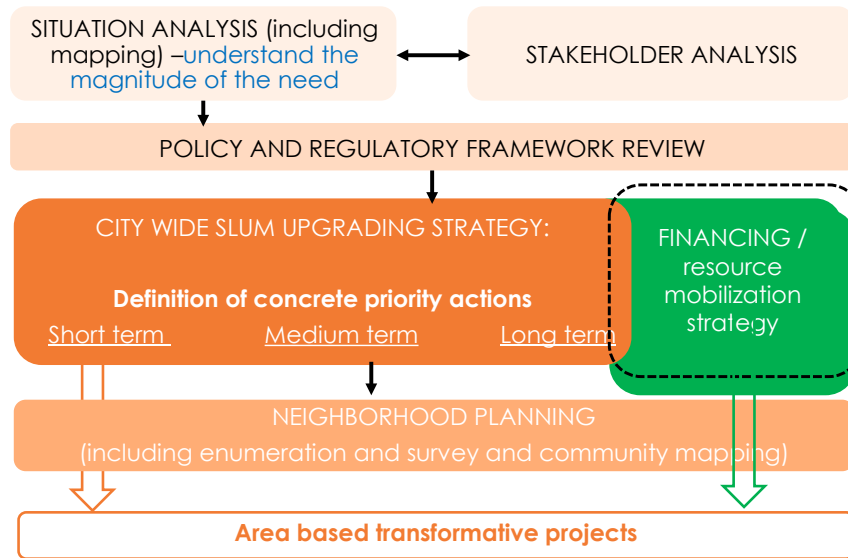 SITUATION ANALYSIS (including
mapping) –understand the
magnitude of the need
STAKEHOLDER ANALYSIS
POLICY AND REGULATORY FRAMEWORK REVIEW
CITY WIDE SLUM UPGRADING STRATEGY:
Definition of concrete priority actions
Short term
Medium term
Long term
FINANCING /
resource
mobilization
strategy
NEIGHBORHOOD PLANNING
(including enumeration and survey and community mapping)
Area based transformative projects